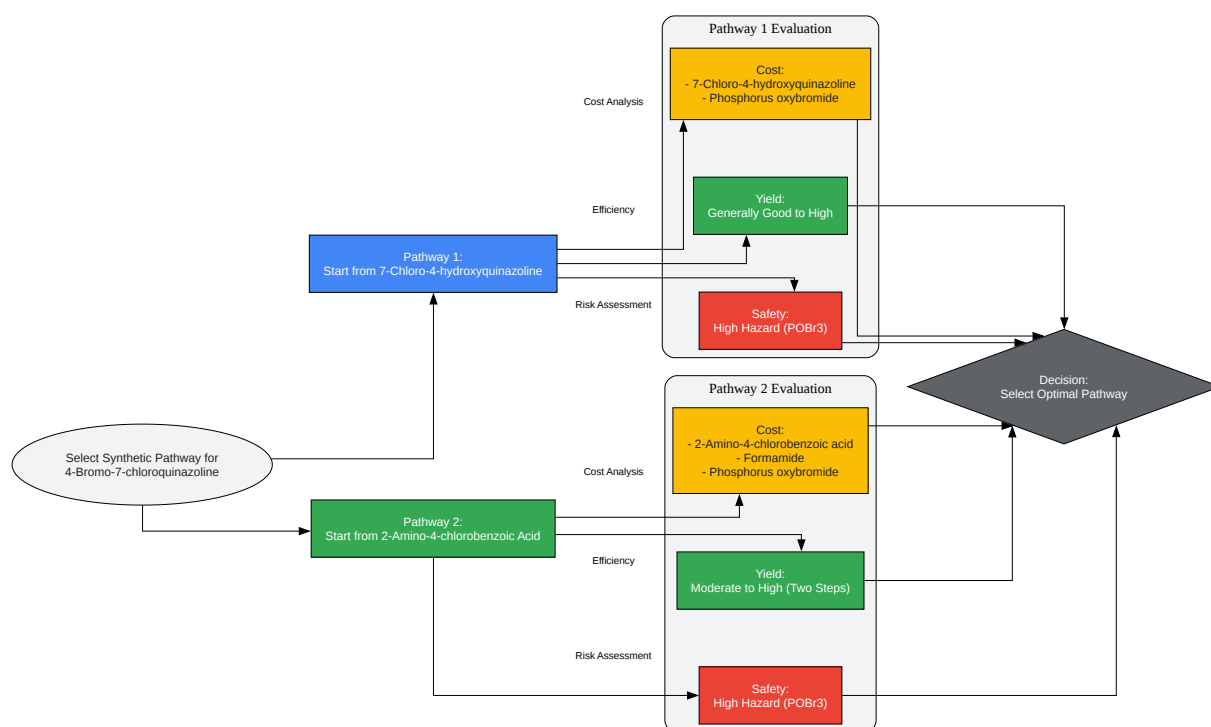 Pathway 1 Evaluation
Cost:
- 7-Chloro-4-hydroxyquinazoline
- Phosphorus oxybromide
Cost Analysis
Yield:
Generally Good to High
Efficiency
Pathway 1:
Start from 7-Chloro-4-hydroxyquinazoline
Risk Assessment
Safety:
High Hazard (POBr3)
Decision:
Select Optimal Pathway
Pathway 2 Evaluation
Cost:
- 2-Amino-4-chlorobenzoic acid
- Formamide
- Phosphorus oxybromide
Select Synthetic Pathway for
4-Bromo-7-chloroquinazoline
Cost Analysis
Pathway 2:
Start from 2-Amino-4-chlorobenzoic Acid
Efficiency
Yield:
Moderate to High (Two Steps)
Risk Assessment
Safety:
High Hazard (POBr3)